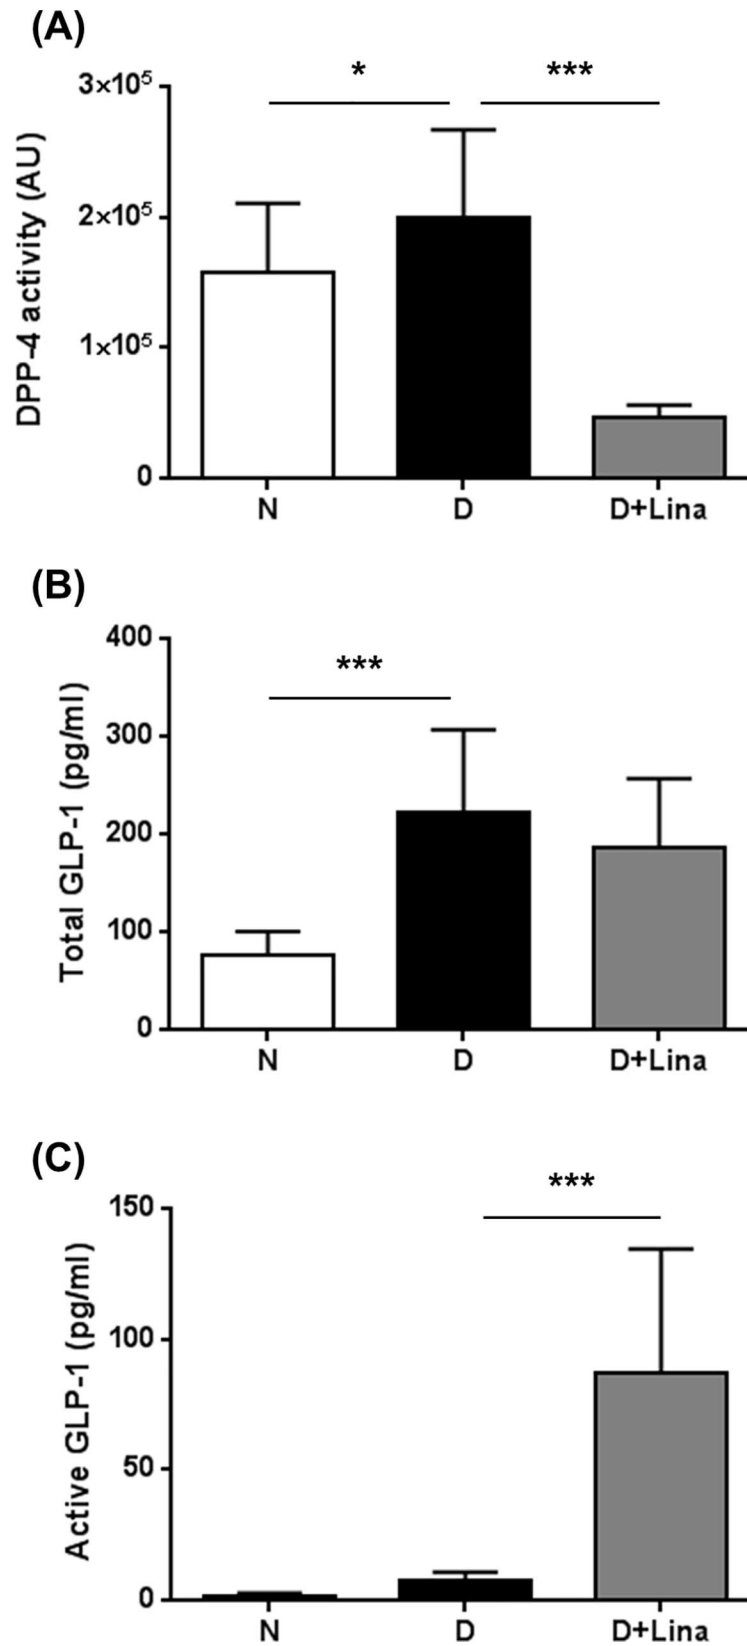 (A)
DPP-4 activity (AU)
* ***
3×10⁵
2×10⁵
1×10⁵
0
N D D+Lina
(B)
Total GLP-1 (pg/ml)
***
400
300
200
100
0
N D D+Lina
(C)
Active GLP-1 (pg/ml)
***
150
100
50
0
N D D+Lina